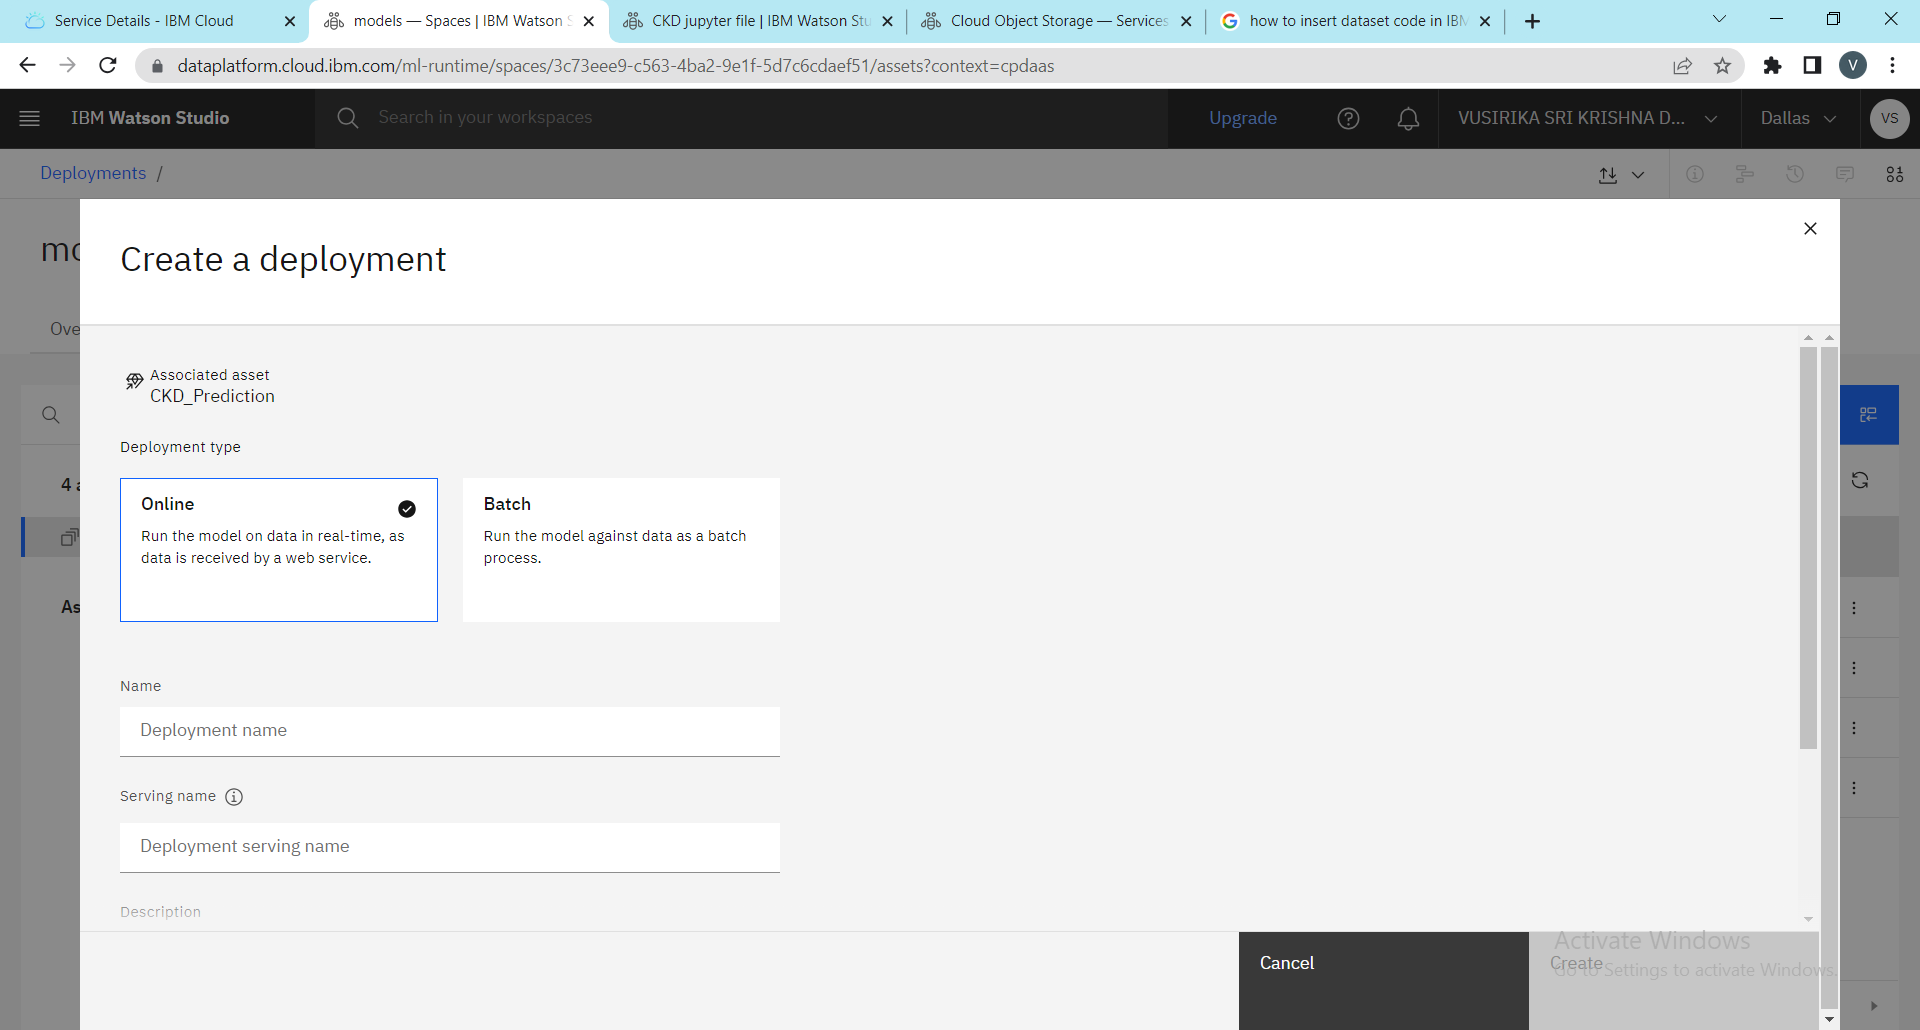 Service Details - IBM Cloud
models — Spaces | IBM Watson S
CKD jupyter file | IBM Watson Stu
Cloud Object Storage — Services
how to insert dataset code in IBM
dataplatform.cloud.ibm.com/ml-runtime/spaces/3c73eee9-c563-4ba2-9e1f-5d7c6cdaef51/assets?context=cpdaas
V
IBM Watson Studio
Search in your workspaces
Upgrade
VUSIRIKA SRI KRISHNA D...
Dallas
VS
Deployments /
mo
Create a deployment
Ove
Associated asset
CKD_Prediction
Deployment type
4 a
Online
Run the model on data in real-time, as
data is received by a web service.
Batch
Run the model against data as a batch
process.
As
Name
Deployment name
Serving name
Deployment serving name
Description
Cancel
Create
Activate Windows
Go to Settings to activate Windows.